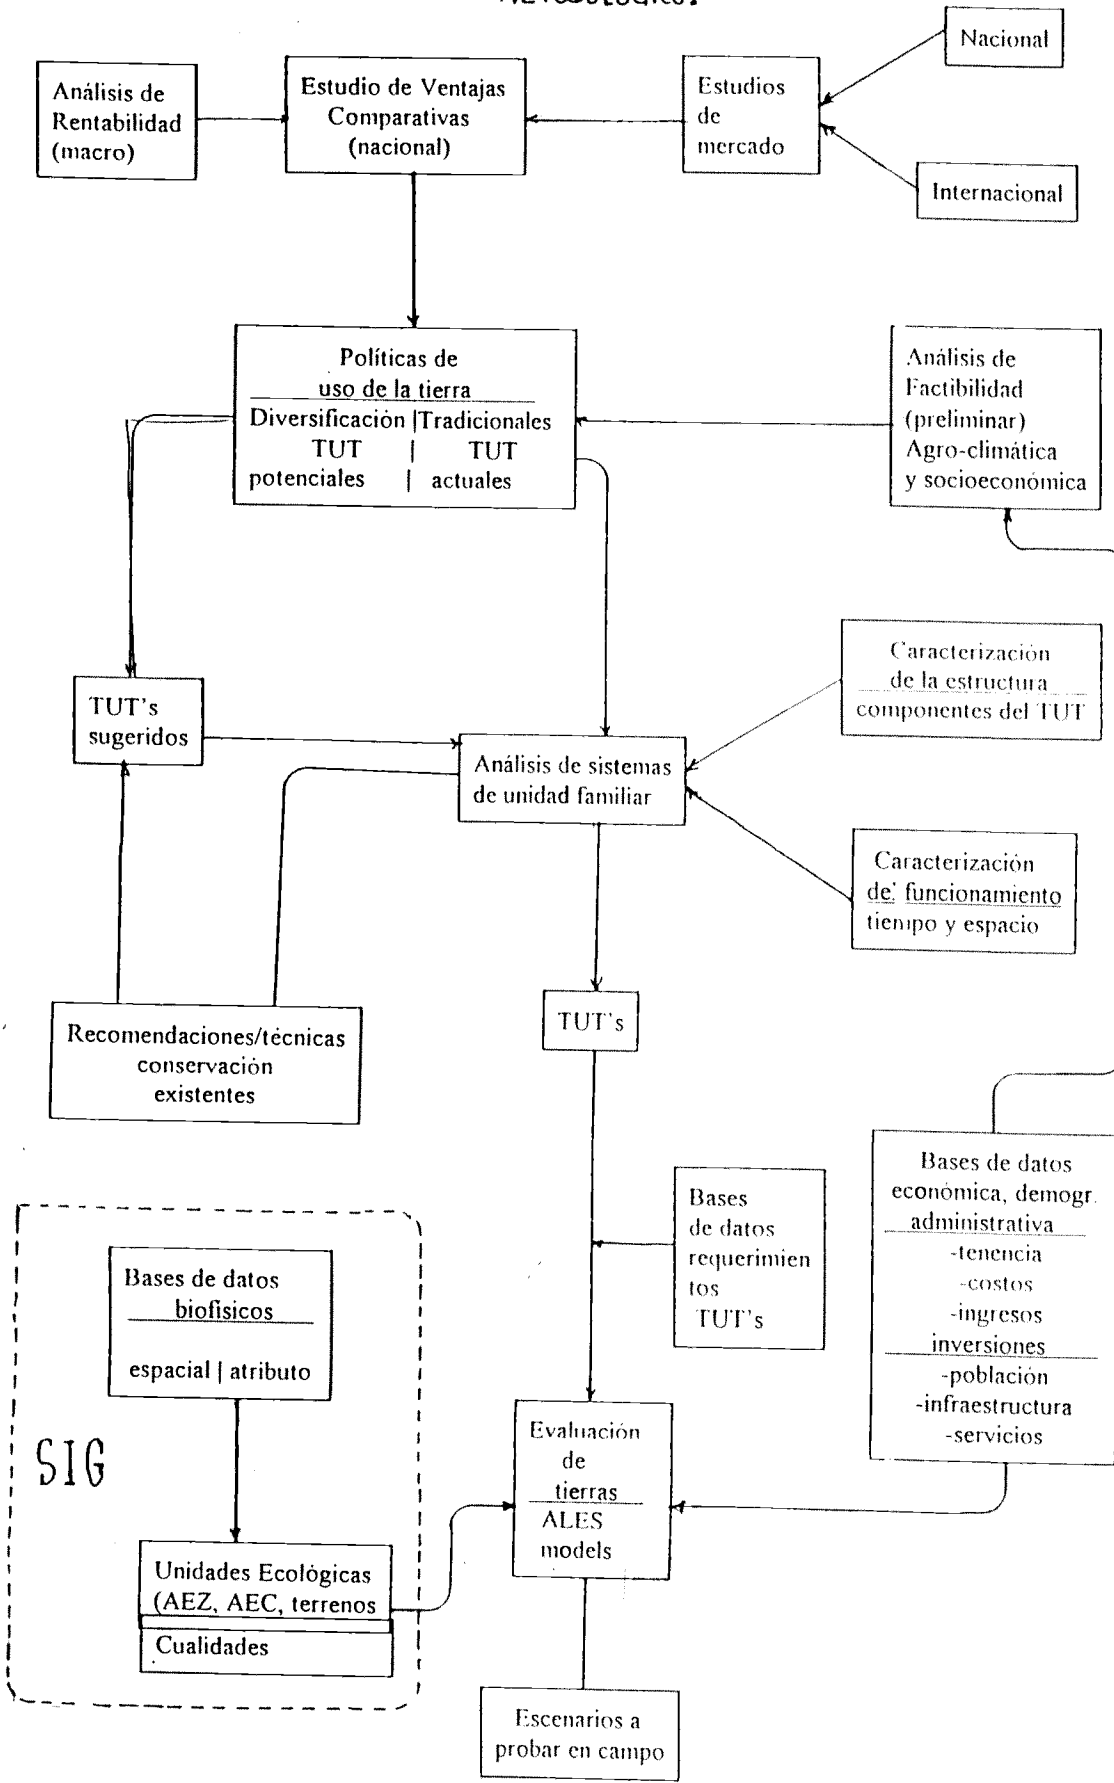 METODOLOGICO.
Nacional
Análisis de
Rentabilidad
(macro)
Estudio de Ventajas
Comparativas
(nacional)
Estudios
de
mercado
Internacional
Políticas de
uso de la tierra
Diversificación |Tradicionales
TUT | TUT
potenciales | actuales
Análisis de
Factibilidad
(preliminar)
Agro-climática
y socioeconómica
Caracterización
de la estructura
componentes del TUT
TUT's
sugeridos
Análisis de sistemas
de unidad familiar
Caracterización
del funcionamiento
tiempo y espacio
Recomendaciones/técnicas
conservación
existentes
TUT's
Bases de datos
económica, demogr.
administrativa
-tenencia
-costos
-ingresos
inversiones
-población
-infraestructura
-servicios
Bases
de datos
requerimien
tos
TUT's
Bases de datos
biofísicos
espacial | atributo
SIG
Evaluación
de
tierras
ALES
models
Unidades Ecológicas
(AEZ, AEC, terrenos
Cualidades
Escenarios a
probar en campo